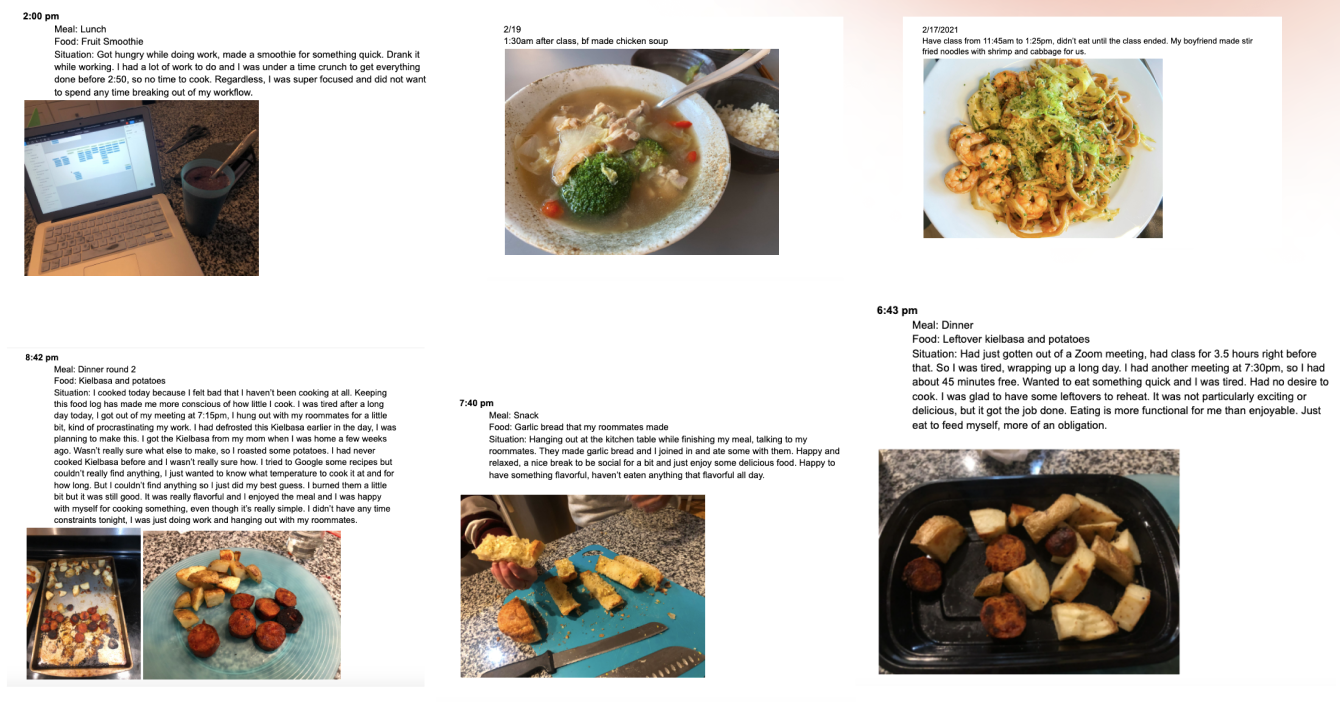 2:00 pm
Meal: Lunch
Food: Fruit Smoothie
Situation: Got hungry while doing work, made a smoothie for something quick. Drank it
while working. I had a lot of work to do and I was under a time crunch to get everything
done before 2:50, so no time to cook. Regardless, I was super focused and did not want
to spend any time breaking out of my workflow.
2/19
1:30am after class, bf made chicken soup
2/17/2021
Have class from 11:45am to 1:25pm, didn't eat until the class ended. My boyfriend made stir
fried noodles with shrimp and cabbage for us.
8:42 pm
Meal: Dinner round 2
Food: Kielbasa and potatoes
Situation: I cooked today because I felt bad that I haven't been cooking at all. Keeping
this food log has made me more conscious of how little I cook. I was tired after a long
day today, I got out of my meeting at 7:15pm, I hung out with my roommates for a little
bit, kind of procrastinating my work. I had defrosted this Kielbasa earlier in the day, I was
planning to make this. I got the Kielbasa from my mom when I was home a few weeks
ago. Wasn't really sure what else to make, so I roasted some potatoes. I had never
cooked Kielbasa before and I wasn't really sure how. I tried to Google some recipes but
couldn't really find anything, I just wanted to know what temperature to cook it at and for
how long. But I couldn't find anything so I just did my best guess. I burned them a little
bit but it was still good. It was really flavorful and I enjoyed the meal and I was happy
with myself for cooking something, even though it's really simple. I didn't have any time
constraints tonight, I was just doing work and hanging out with my roommates.
7:40 pm
Meal: Snack
Food: Garlic bread that my roommates made
Situation: Hanging out at the kitchen table while finishing my meal, talking to my
roommates. They made garlic bread and I joined in and ate some with them. Happy and
relaxed, a nice break to be social for a bit and just enjoy some delicious food. Happy to
have something flavorful, haven't eaten anything that flavorful all day.
6:43 pm
Meal: Dinner
Food: Leftover kielbasa and potatoes
Situation: Had just gotten out of a Zoom meeting, had class for 3.5 hours right before
that. So I was tired, wrapping up a long day. I had another meeting at 7:30pm, so I had
about 45 minutes free. Wanted to eat something quick and I was tired. Had no desire to
cook. I was glad to have some leftovers to reheat. It was not particularly exciting or
delicious, but it got the job done. Eating is more functional for me than enjoyable. Just
eat to feed myself, more of an obligation.